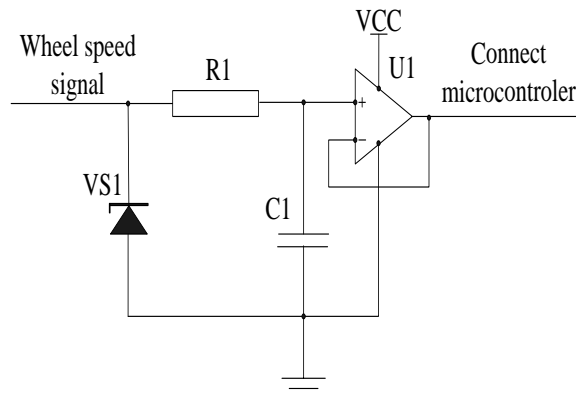 VCC
Wheel speed
signal
R1
U1
Connect
microcontroler
+
−
VS1
C1